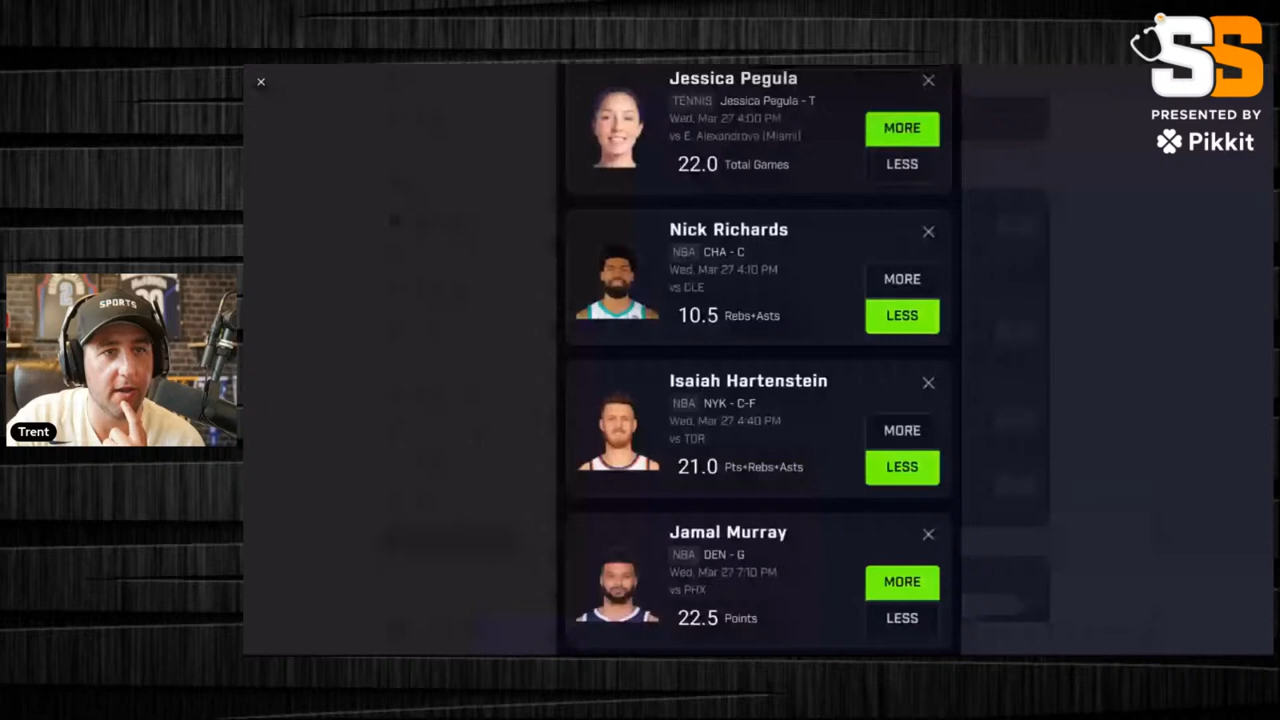 SS
PRESENTED BY
Pikkit
×
Jessica Pegula
TENNIS Jessica Pegula - T
Wed, Mar 27 4:00 PM
vs E. Alexandrova (Miami)
22.0 Total Games
MORE
LESS
Nick Richards
NBA CHA - C
Wed, Mar 27 4:10 PM
vs CLE
10.5 Rebs+Asts
MORE
LESS
Isaiah Hartenstein
NBA NYK - C-F
Wed, Mar 27 4:40 PM
vs TOR
21.0 Pts+Rebs+Asts
MORE
LESS
Jamal Murray
NBA DEN - G
Wed, Mar 27 7:10 PM
vs PHX
22.5 Points
MORE
LESS
SPORTS
Trent